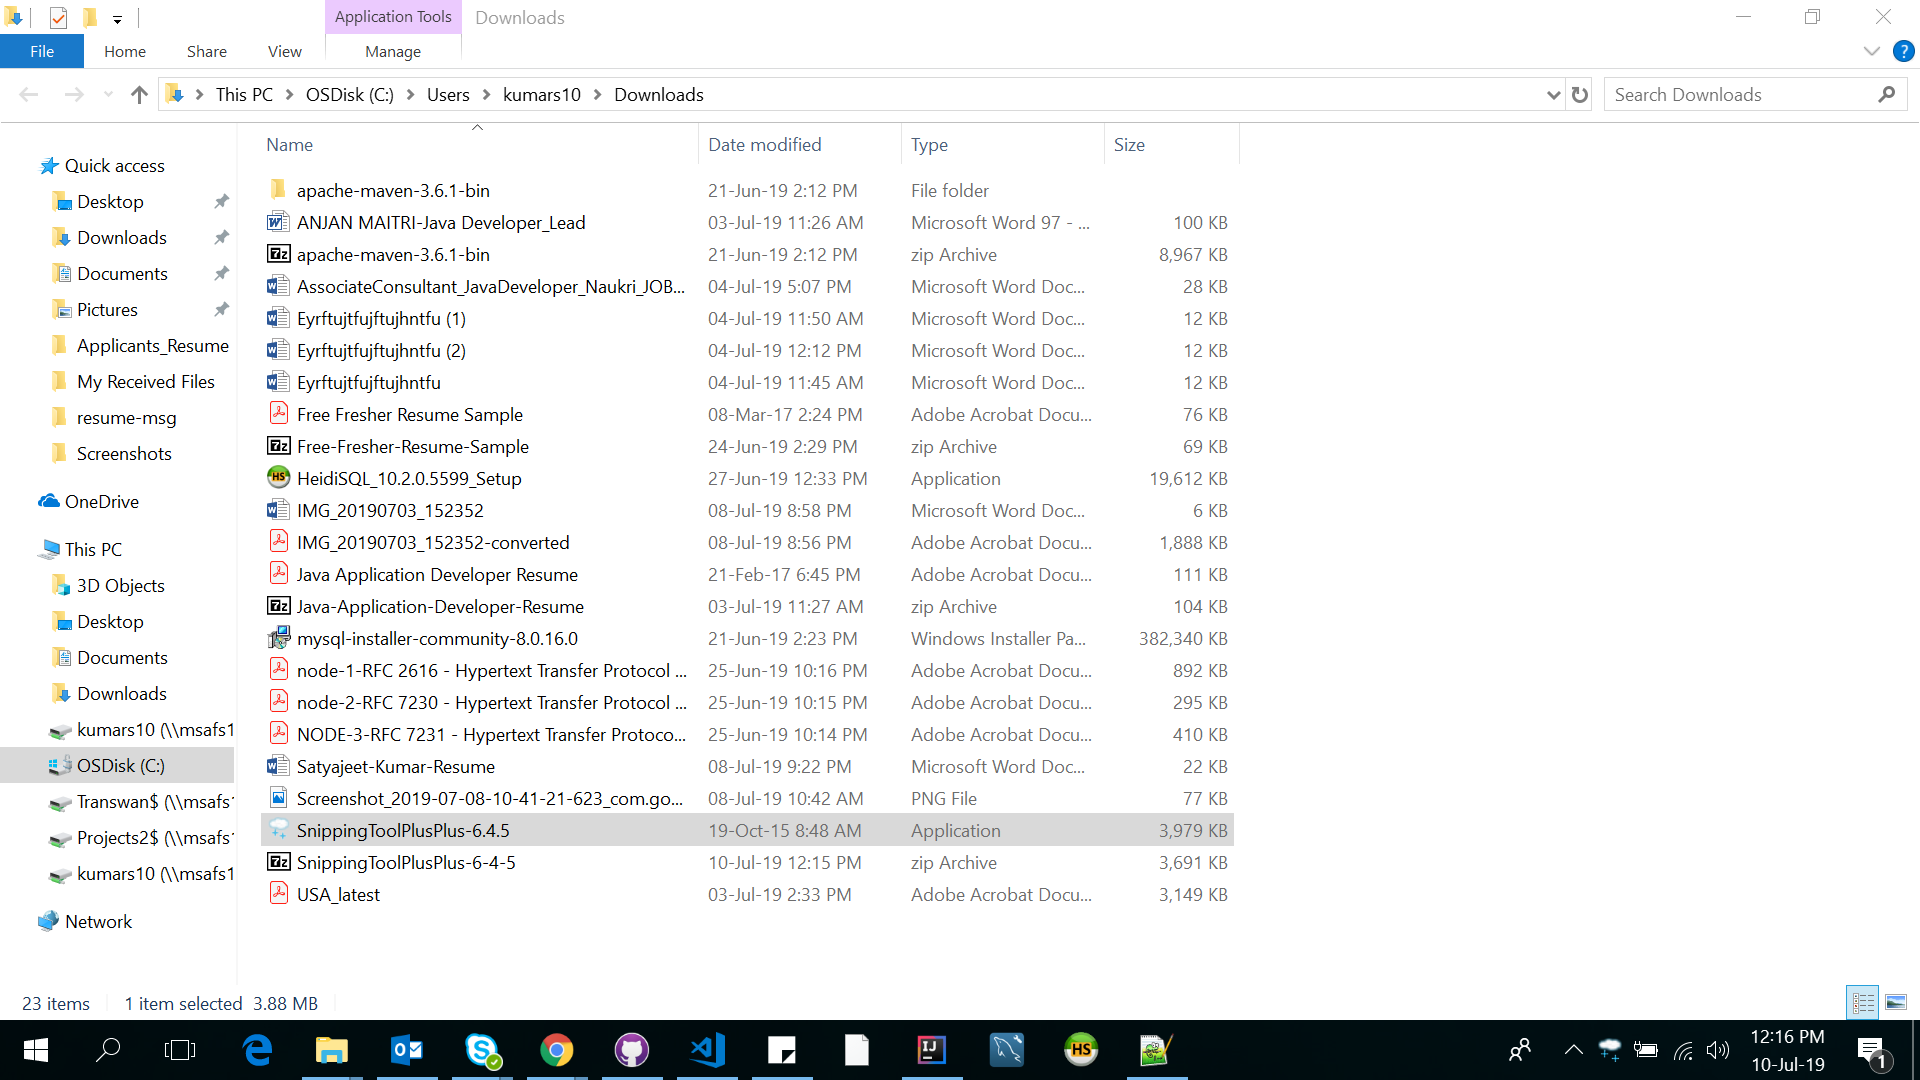 Application Tools Downloads
File Home Share View Manage
This PC OSDisk (C:) Users kumars10 Downloads Search Downloads
Name Date modified Type Size
Quick access
Desktop
Downloads
Documents
Pictures
Applicants_Resume
My Received Files
resume-msg
Screenshots
OneDrive
This PC
3D Objects
Desktop
Documents
Downloads
kumars10 (\\msafs1
OSDisk (C:)
Transwan$ (\\msafs1
Projects2$ (\\msafs1
kumars10 (\\msafs1
Network
apache-maven-3.6.1-bin 21-Jun-19 2:12 PM File folder
ANJAN MAITRI-Java Developer_Lead 03-Jul-19 11:26 AM Microsoft Word 97 - ... 100 KB
apache-maven-3.6.1-bin 21-Jun-19 2:12 PM zip Archive 8,967 KB
AssociateConsultant_JavaDeveloper_Naukri_JOB... 04-Jul-19 5:07 PM Microsoft Word Doc... 28 KB
Eyrftujtfujftujhntfu (1) 04-Jul-19 11:50 AM Microsoft Word Doc... 12 KB
Eyrftujtfujftujhntfu (2) 04-Jul-19 12:12 PM Microsoft Word Doc... 12 KB
Eyrftujtfujftujhntfu 04-Jul-19 11:45 AM Microsoft Word Doc... 12 KB
Free Fresher Resume Sample 08-Mar-17 2:24 PM Adobe Acrobat Docu... 76 KB
Free-Fresher-Resume-Sample 24-Jun-19 2:29 PM zip Archive 69 KB
HeidiSQL_10.2.0.5599_Setup 27-Jun-19 12:33 PM Application 19,612 KB
IMG_20190703_152352 08-Jul-19 8:58 PM Microsoft Word Doc... 6 KB
IMG_20190703_152352-converted 08-Jul-19 8:56 PM Adobe Acrobat Docu... 1,888 KB
Java Application Developer Resume 21-Feb-17 6:45 PM Adobe Acrobat Docu... 111 KB
Java-Application-Developer-Resume 03-Jul-19 11:27 AM zip Archive 104 KB
mysql-installer-community-8.0.16.0 21-Jun-19 2:23 PM Windows Installer Pa... 382,340 KB
node-1-RFC 2616 - Hypertext Transfer Protocol ... 25-Jun-19 10:16 PM Adobe Acrobat Docu... 892 KB
node-2-RFC 7230 - Hypertext Transfer Protocol ... 25-Jun-19 10:15 PM Adobe Acrobat Docu... 295 KB
NODE-3-RFC 7231 - Hypertext Transfer Protoco... 25-Jun-19 10:14 PM Adobe Acrobat Docu... 410 KB
Satyajeet-Kumar-Resume 08-Jul-19 9:22 PM Microsoft Word Doc... 22 KB
Screenshot_2019-07-08-10-41-21-623_com.go... 08-Jul-19 10:42 AM PNG File 77 KB
SnippingToolPlusPlus-6.4.5 19-Oct-15 8:48 AM Application 3,979 KB
SnippingToolPlusPlus-6-4-5 10-Jul-19 12:15 PM zip Archive 3,691 KB
USA_latest 03-Jul-19 2:33 PM Adobe Acrobat Docu... 3,149 KB
23 items 1 item selected 3.88 MB
12:16 PM
10-Jul-19
1